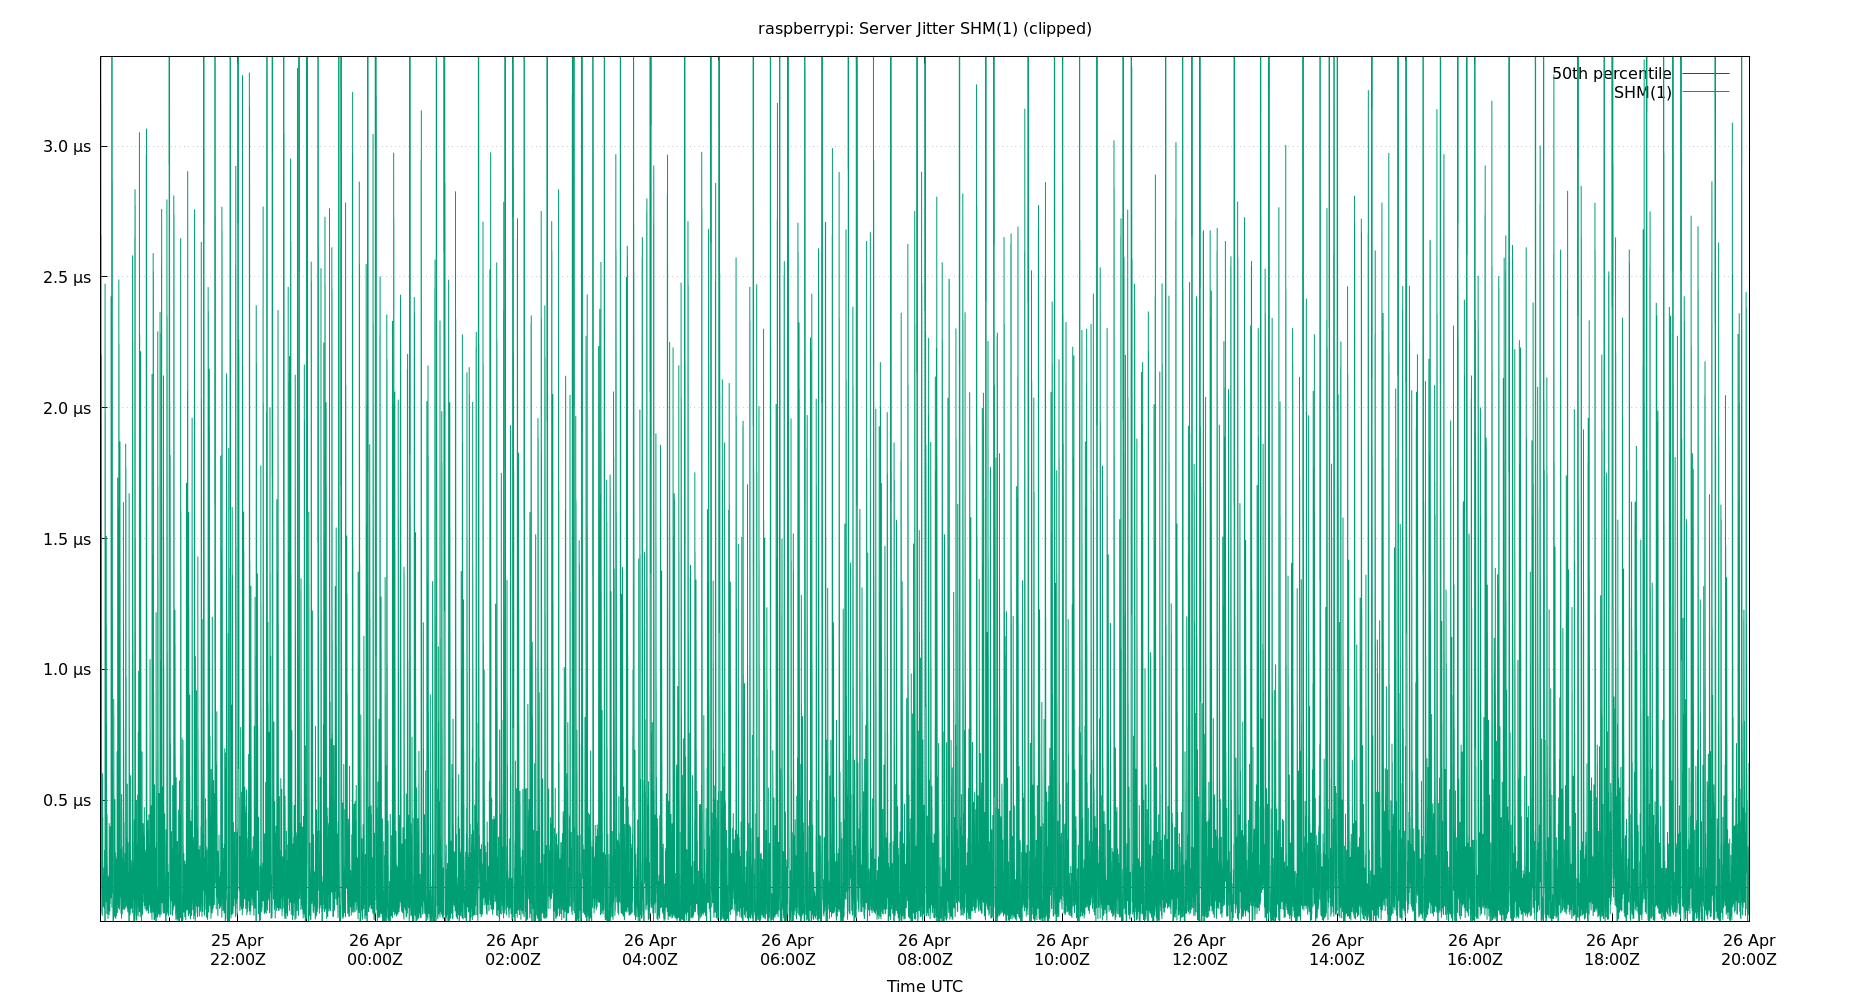 raspberrypi: Server Jitter SHM(1) (clipped)
50th percentile
SHM(1)
3.0 µs
2.5 µs
2.0 µs
1.5 µs
1.0 µs
0.5 µs
25 Apr 26 Apr 26 Apr 26 Apr 26 Apr 26 Apr 26 Apr 26 Apr 26 Apr 26 Apr 26 Apr 26 Apr
22:00Z 00:00Z 02:00Z 04:00Z 06:00Z 08:00Z 10:00Z 12:00Z 14:00Z 16:00Z 18:00Z 20:00Z
Time UTC